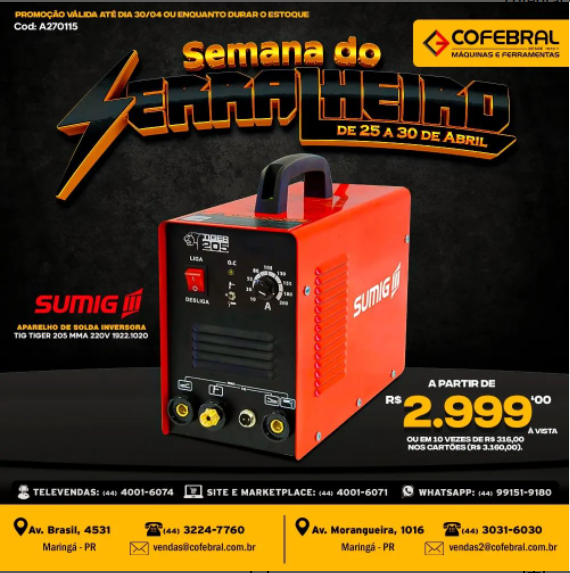 PROMOÇÃO VÁLIDA ATÉ DIA 30/04 OU ENQUANTO DURAR O ESTOQUE
Cod: A270115
COFEBRAL
MÁQUINAS E FERRAMENTAS
Semana do
SERRALHEIRO
DE 25 A 30 DE ABRIL
TIGER
205
LIGA
O.C
DESLIGA
A
SUMIG
SUMIG
APARELHO DE SOLDA INVERSORA
TIG TIGER 205 MMA 220V 1922.1020
A PARTIR DE
R$ 2.999,00
À VISTA
OU EM 10 VEZES DE R$ 316,00
NOS CARTÕES (R$ 3.160,00).
TELEVENDAS: (44) 4001-6074 SITE E MARKETPLACE: (44) 4001-6071 WHATSAPP: (44) 99151-9180
Av. Brasil, 4531 (44) 3224-7760
Maringá - PR vendas@cofebral.com.br
Av. Morangueira, 1016 (44) 3031-6030
Maringá - PR vendas2@cofebral.com.br